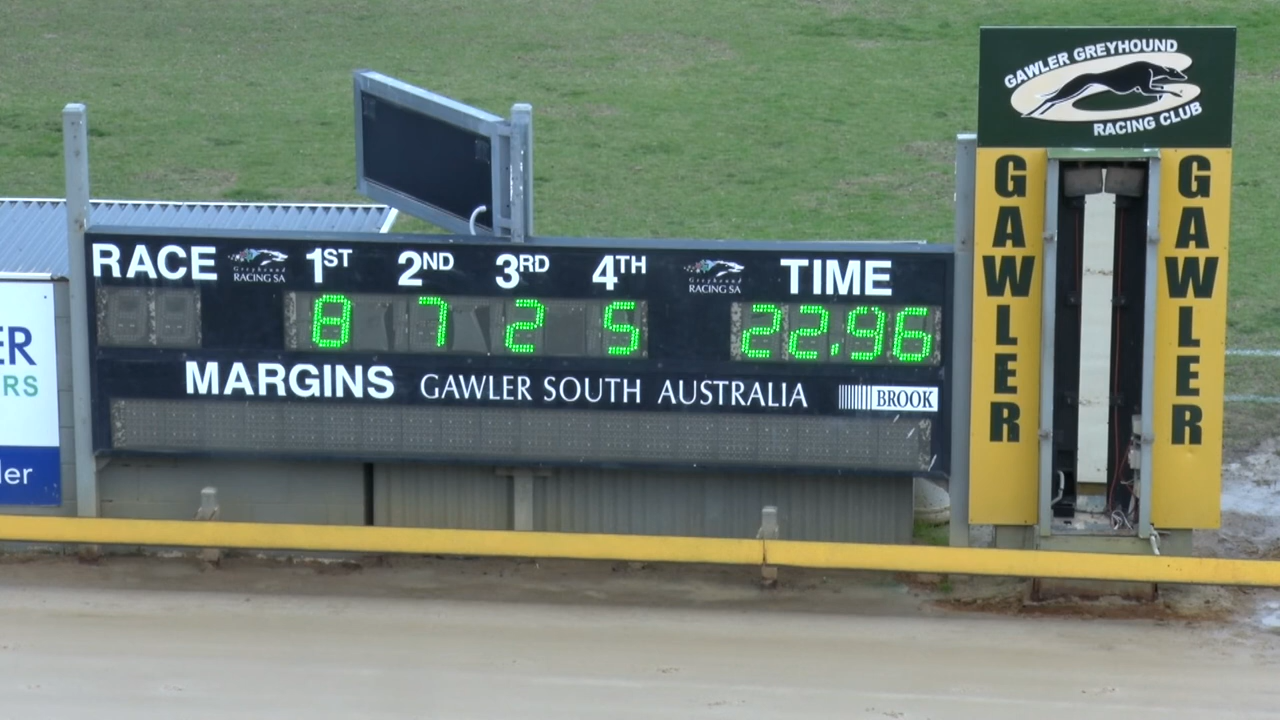 GAWLER GREYHOUND
RACING CLUB
GAWLER
GAWLER
RACE
Greyhound
RACING SA
1ST 2ND 3RD 4TH
Greyhound
RACING SA
TIME
8 7 2 5 22.96
MARGINS GAWLER SOUTH AUSTRALIA BROOK
ER
RS
ler